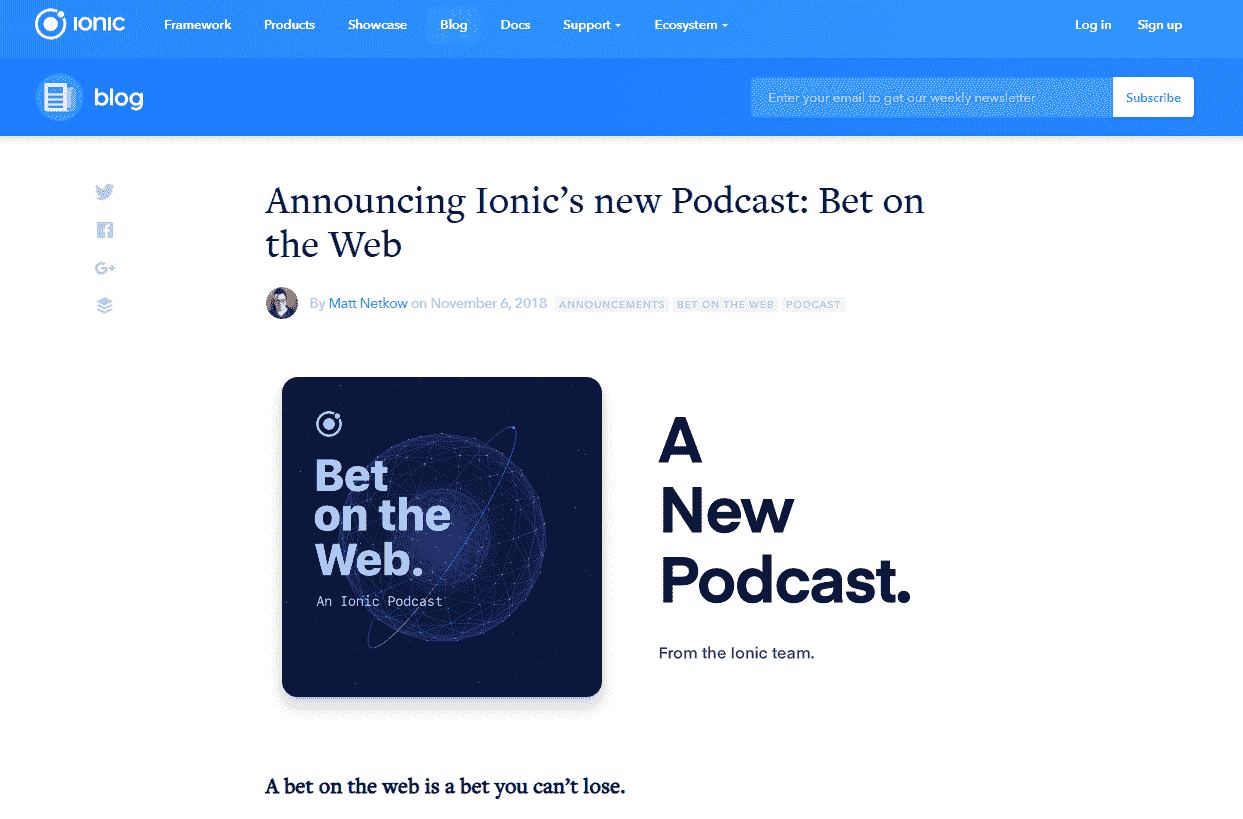 IONIC
Framework Products Showcase Blog Docs Support Ecosystem Log in Sign up
blog
Enter your email to get our weekly newsletter Subscribe
Announcing Ionic’s new Podcast: Bet on
the Web
By Matt Netkow on November 6, 2018 ANNOUNCEMENTS BET ON THE WEB PODCAST
Bet
on the
Web.
An Ionic Podcast
A
New
Podcast.
From the Ionic team.
A bet on the web is a bet you can’t lose.